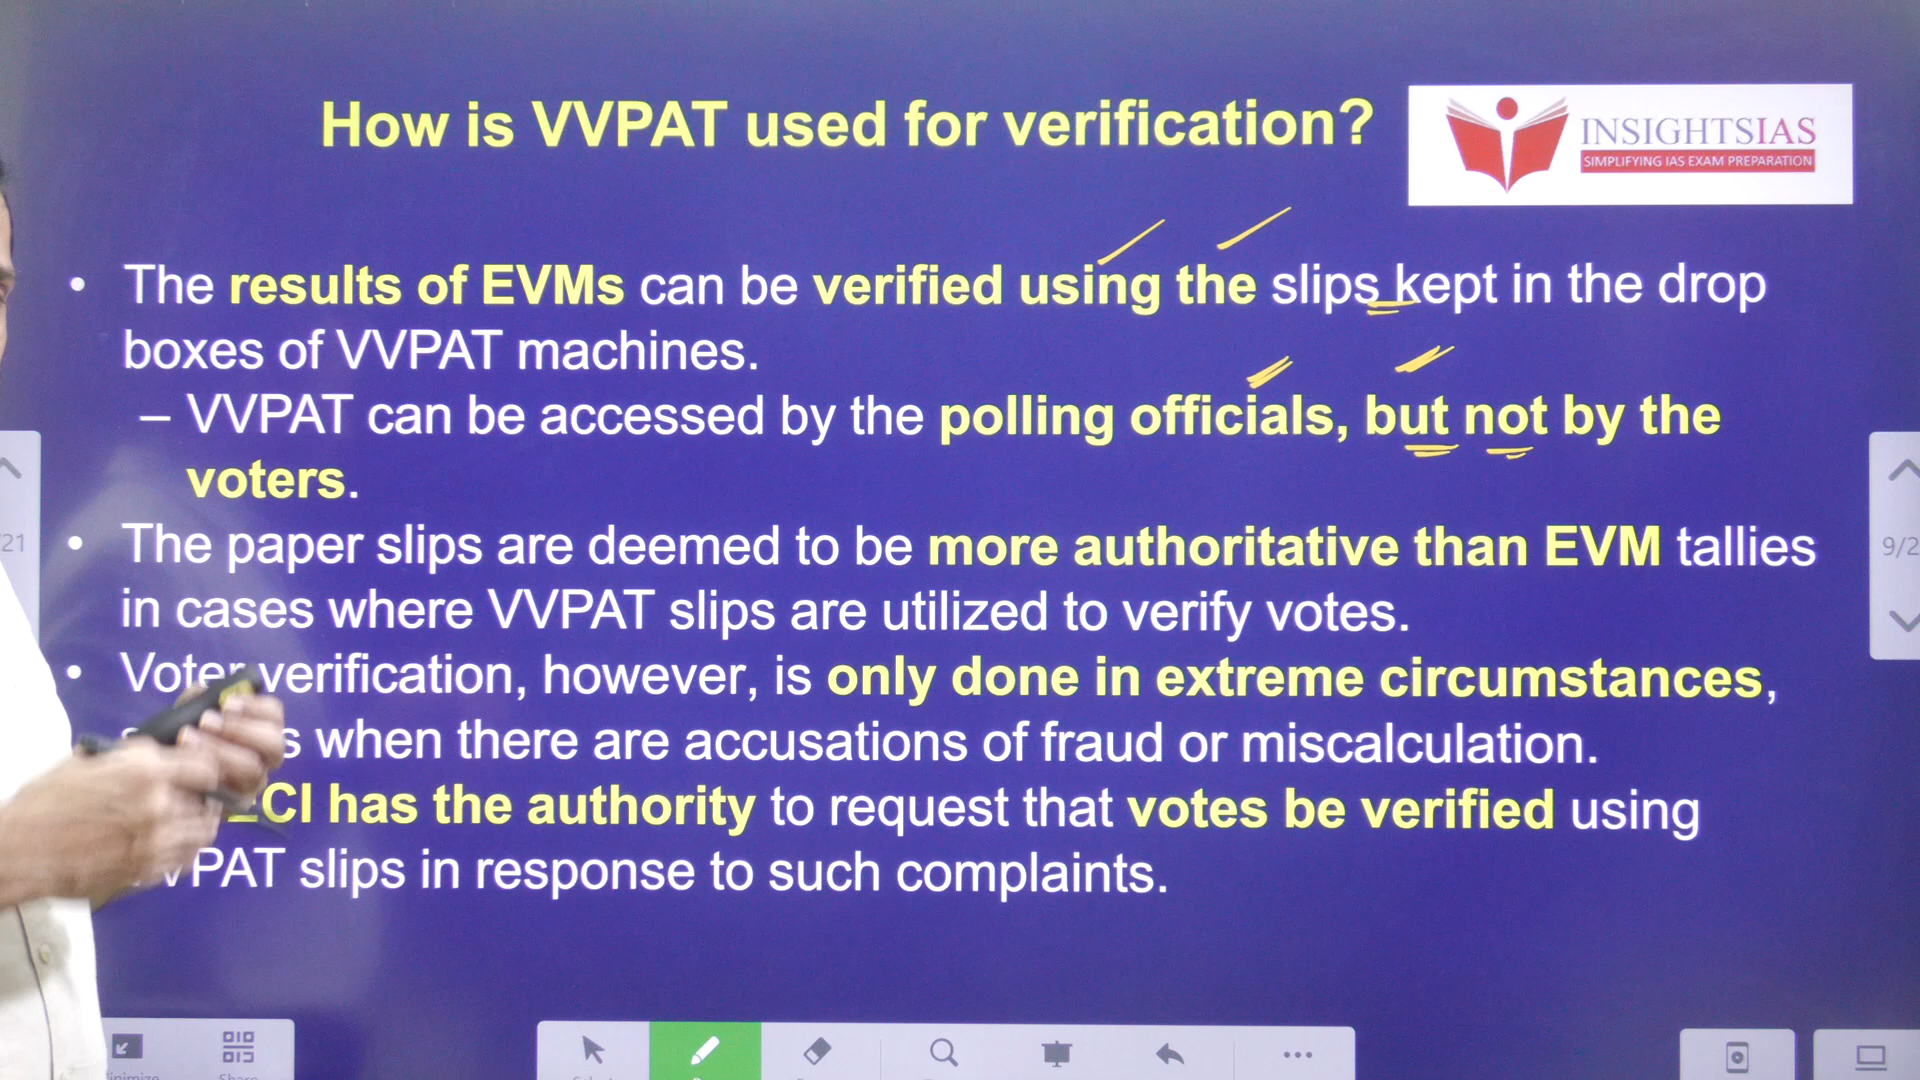 How is VVPAT used for verification?
INSIGHTSIAS
SIMPLIFYING IAS EXAM PREPARATION
• The results of EVMs can be verified using the slips kept in the drop
boxes of VVPAT machines.
– VVPAT can be accessed by the polling officials, but not by the
voters.
• The paper slips are deemed to be more authoritative than EVM tallies
in cases where VVPAT slips are utilized to verify votes.
• Voter verification, however, is only done in extreme circumstances,
when there are accusations of fraud or miscalculation.
ECI has the authority to request that votes be verified using
VVPAT slips in response to such complaints.
/21
9/2
Share